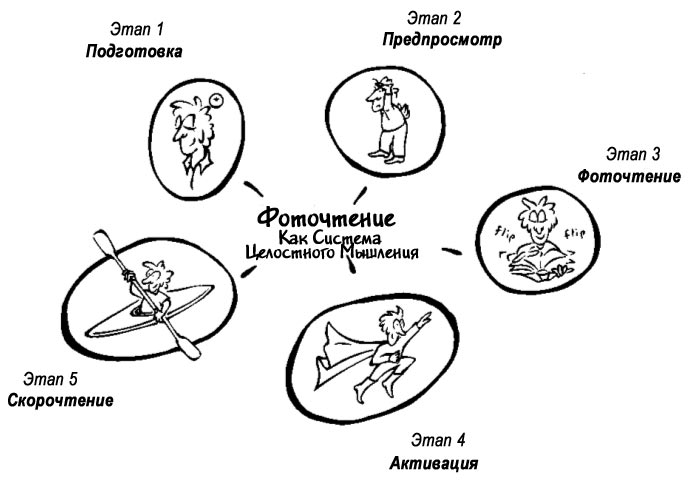 Этап 1
Подготовка
Этап 2
Предпросмотр
Этап 3
Фоточтение
Фоточтение
Как Система
Целостного Мышления
flip
flip
Этап 5
Скорочтение
Этап 4
Активация